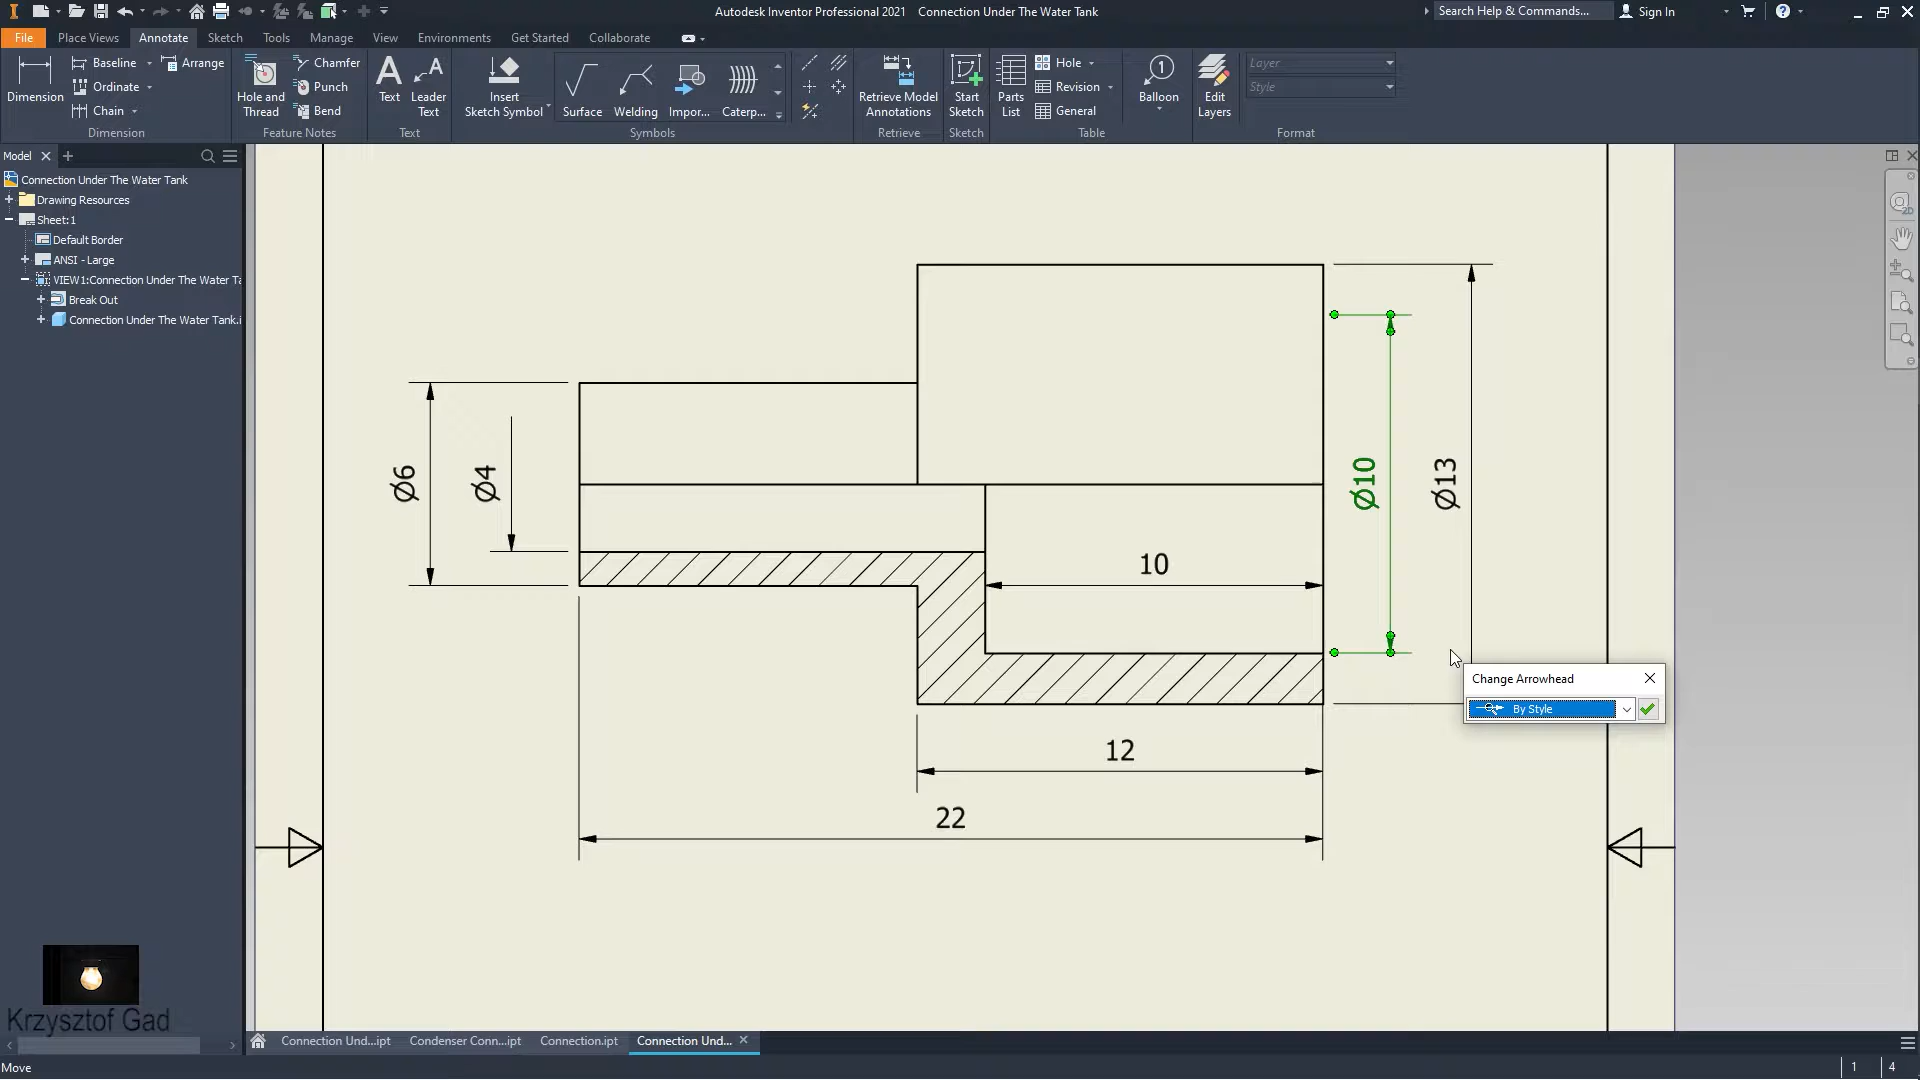 Autodesk Inventor Professional 2021 Connection Under The Water Tank
Search Help & Commands...
Sign In
File Place Views Annotate Sketch Tools Manage View Environments Get Started Collaborate
Dimension
Baseline
Ordinate
Chain
Arrange
Dimension
Hole and Thread
Chamfer
Punch
Bend
Feature Notes
Text
Leader Text
Text
Insert Sketch Symbol
Surface
Welding
Impor...
Caterp...
Symbols
Retrieve Model Annotations
Retrieve
Start Sketch
Sketch
Parts List
Hole
Revision
General
Table
1
Balloon
Edit Layers
Layer
Style
Format
Model
Connection Under The Water Tank
Drawing Resources
Sheet:1
Default Border
ANSI - Large
VIEW1:Connection Under The Water Ta
Break Out
Connection Under The Water Tank.i
2D
Ø6
Ø4
Ø10
Ø13
10
12
22
Change Arrowhead
By Style
Krzysztof Gad
Connection Und...ipt
Condenser Conn...ipt
Connection.ipt
Connection Und...
Move
1
4